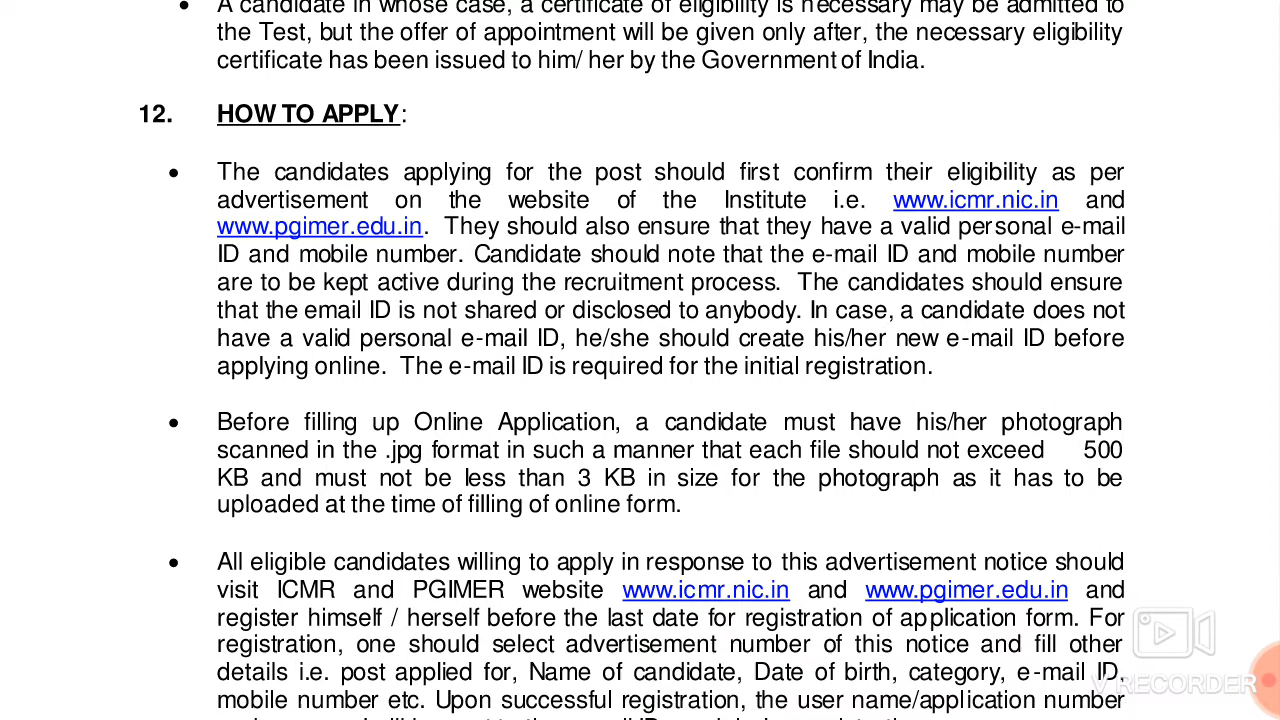 • A candidate in whose case, a certificate of eligibility is necessary may be admitted to
the Test, but the offer of appointment will be given only after, the necessary eligibility
certificate has been issued to him/ her by the Government of India.
12. HOW TO APPLY:
• The candidates applying for the post should first confirm their eligibility as per
advertisement on the website of the Institute i.e. www.icmr.nic.in and
www.pgimer.edu.in. They should also ensure that they have a valid personal e-mail
ID and mobile number. Candidate should note that the e-mail ID and mobile number
are to be kept active during the recruitment process. The candidates should ensure
that the email ID is not shared or disclosed to anybody. In case, a candidate does not
have a valid personal e-mail ID, he/she should create his/her new e-mail ID before
applying online. The e-mail ID is required for the initial registration.
• Before filling up Online Application, a candidate must have his/her photograph
scanned in the .jpg format in such a manner that each file should not exceed 500
KB and must not be less than 3 KB in size for the photograph as it has to be
uploaded at the time of filling of online form.
• All eligible candidates willing to apply in response to this advertisement notice should
visit ICMR and PGIMER website www.icmr.nic.in and www.pgimer.edu.in and
register himself / herself before the last date for registration of application form. For
registration, one should select advertisement number of this notice and fill other
details i.e. post applied for, Name of candidate, Date of birth, category, e-mail ID,
mobile number etc. Upon successful registration, the user name/application number
V RECORDER